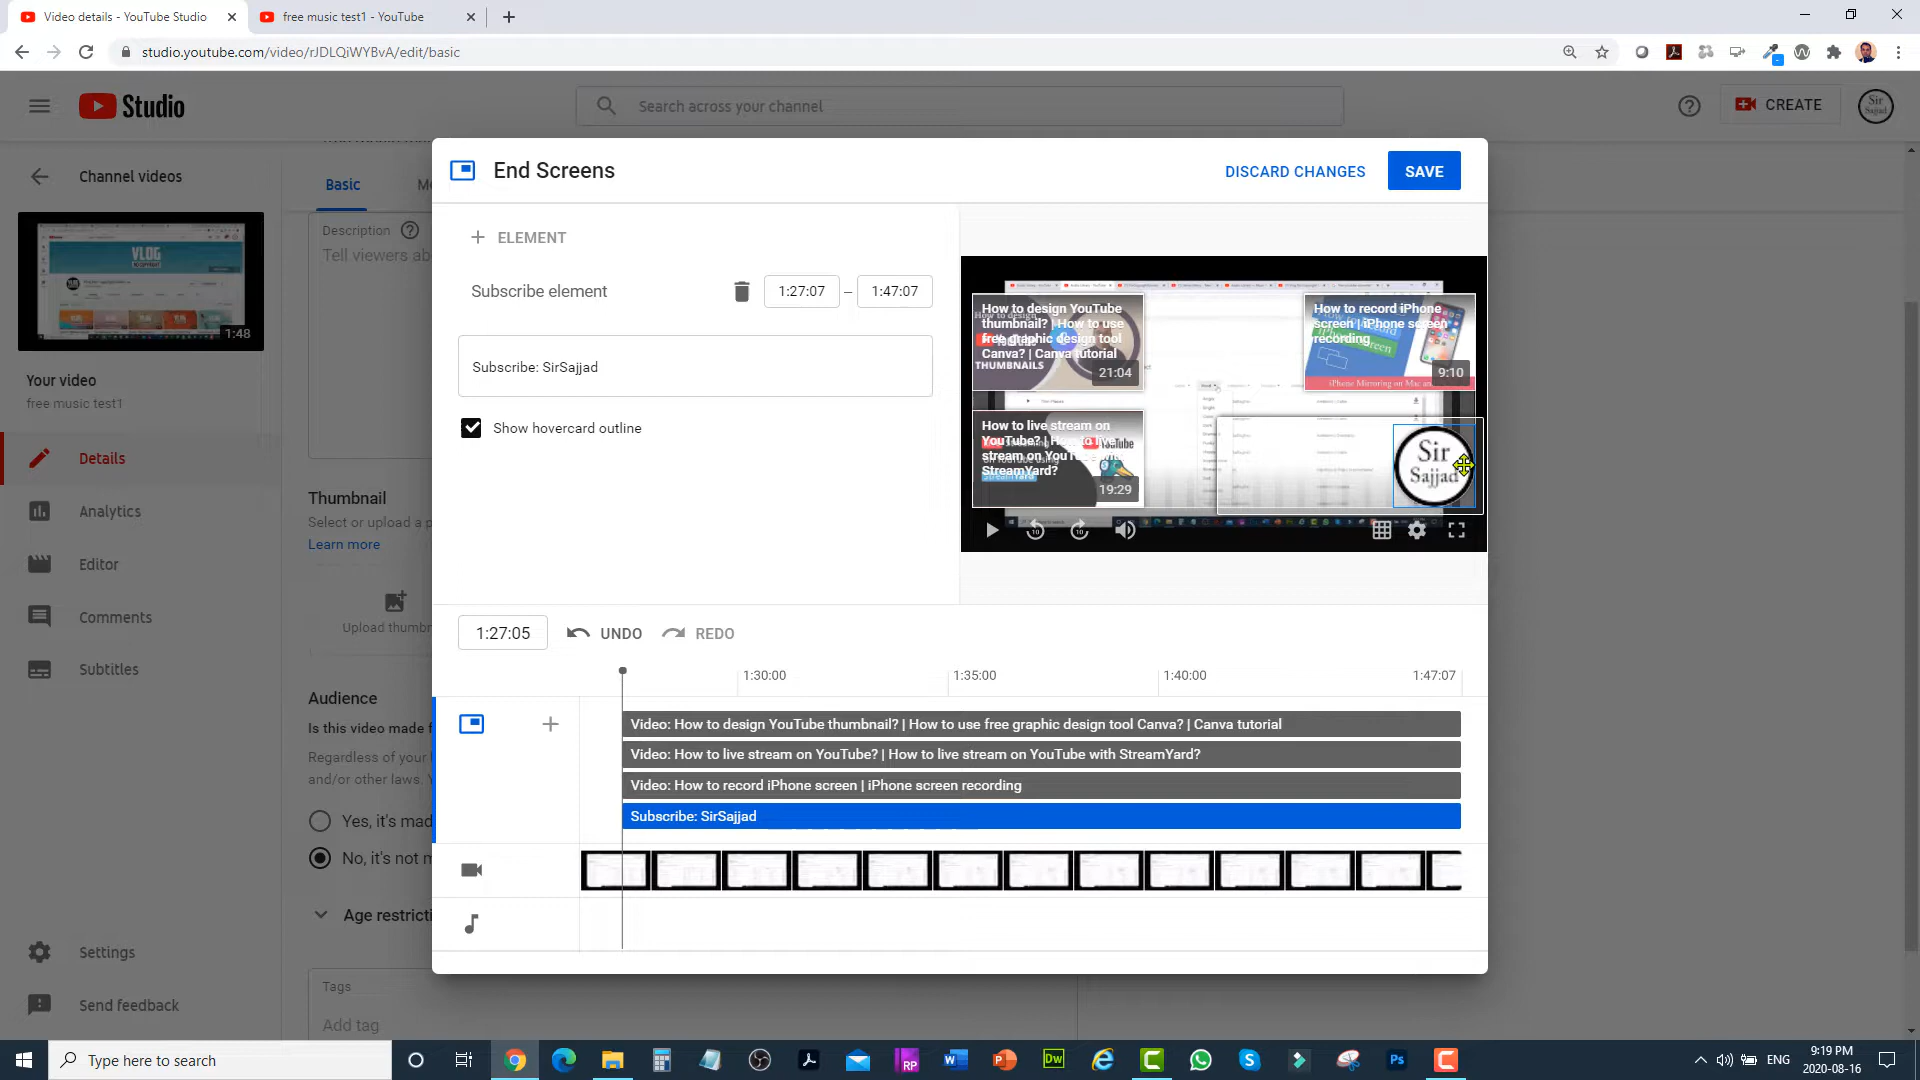 Video details - YouTube Studio
free music test1 - YouTube
studio.youtube.com/video/rJDLQiWYBvA/edit/basic
Studio
Search across your channel
CREATE
Sir Sajjad
Channel videos
Basic
End Screens
DISCARD CHANGES
SAVE
VLOG
1:48
Your video
free music test1
Description
Tell viewers ab
ELEMENT
Subscribe element
1:27:07
–
1:47:07
Subscribe: SirSajjad
Show hovercard outline
How to design YouTube
thumbnail? | How to use
free graphic design tool
Canva? | Canva tutorial
THUMBNAILS
21:04
How to record iPhone
screen | iPhone screen
recording
9:10
iPhone Mirroring on Mac an
How to live stream on
YouTube? | How to live
stream on YouTube with
StreamYard?
19:29
Sir
Sajjad
Details
Analytics
Editor
Comments
Subtitles
Settings
Send feedback
Thumbnail
Select or upload a p
Learn more
Upload thumbn
Audience
Is this video made f
Regardless of your
and/or other laws.
Yes, it's mad
No, it's not m
Age restricti
Tags
Add tag
1:27:05
UNDO
REDO
1:30:00
1:35:00
1:40:00
1:47:07
Video: How to design YouTube thumbnail? | How to use free graphic design tool Canva? | Canva tutorial
Video: How to live stream on YouTube? | How to live stream on YouTube with StreamYard?
Video: How to record iPhone screen | iPhone screen recording
Subscribe: SirSajjad
Type here to search
ENG
9:19 PM
2020-08-16